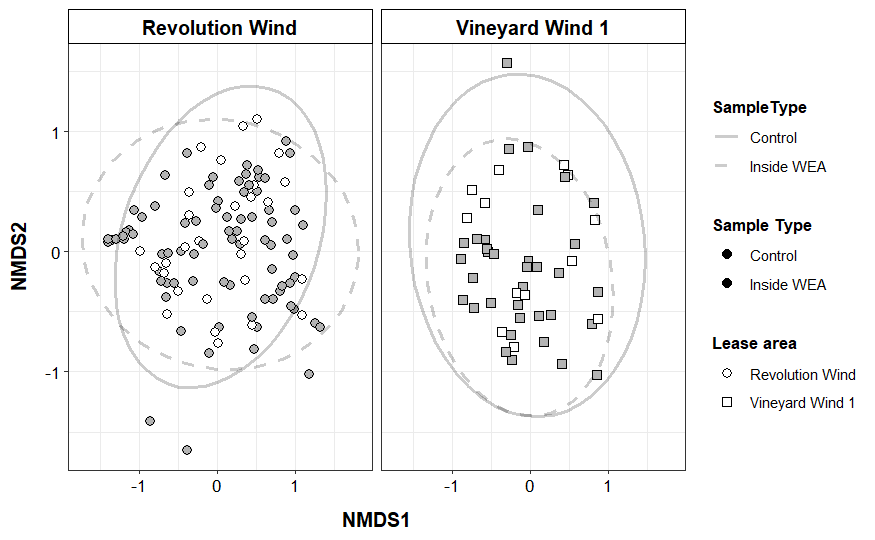 Revolution Wind
Vineyard Wind 1
1
0
-1
NMDS2
-1
0
1
-1
0
1
NMDS1
SampleType
Control
Inside WEA
Sample Type
Control
Inside WEA
Lease area
Revolution Wind
Vineyard Wind 1